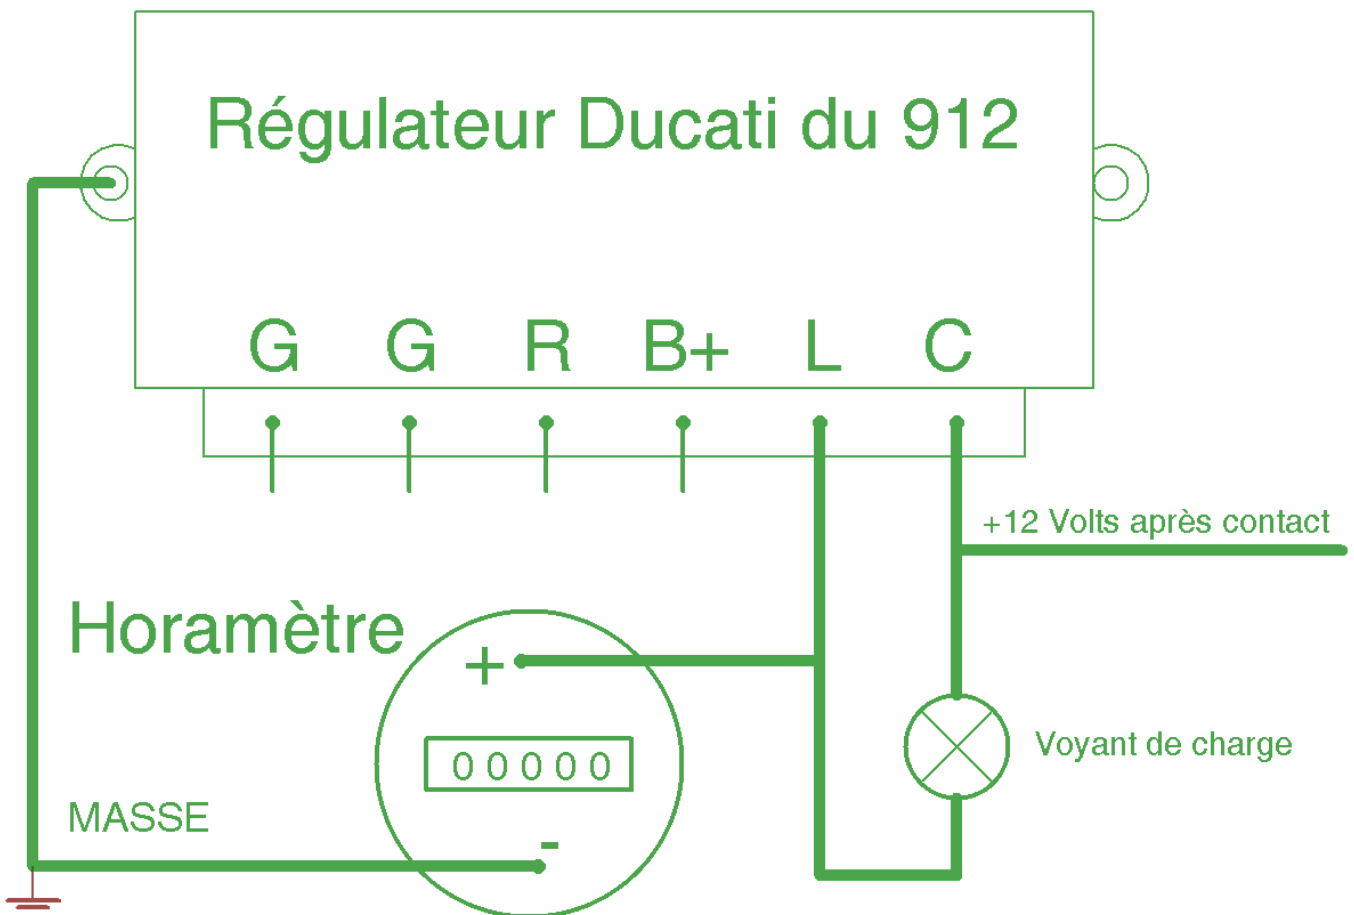 Régulateur Ducati du 912
G G R B+ L C
+12 Volts après contact
Horamètre
+
00000
Voyant de charge
MASSE
-